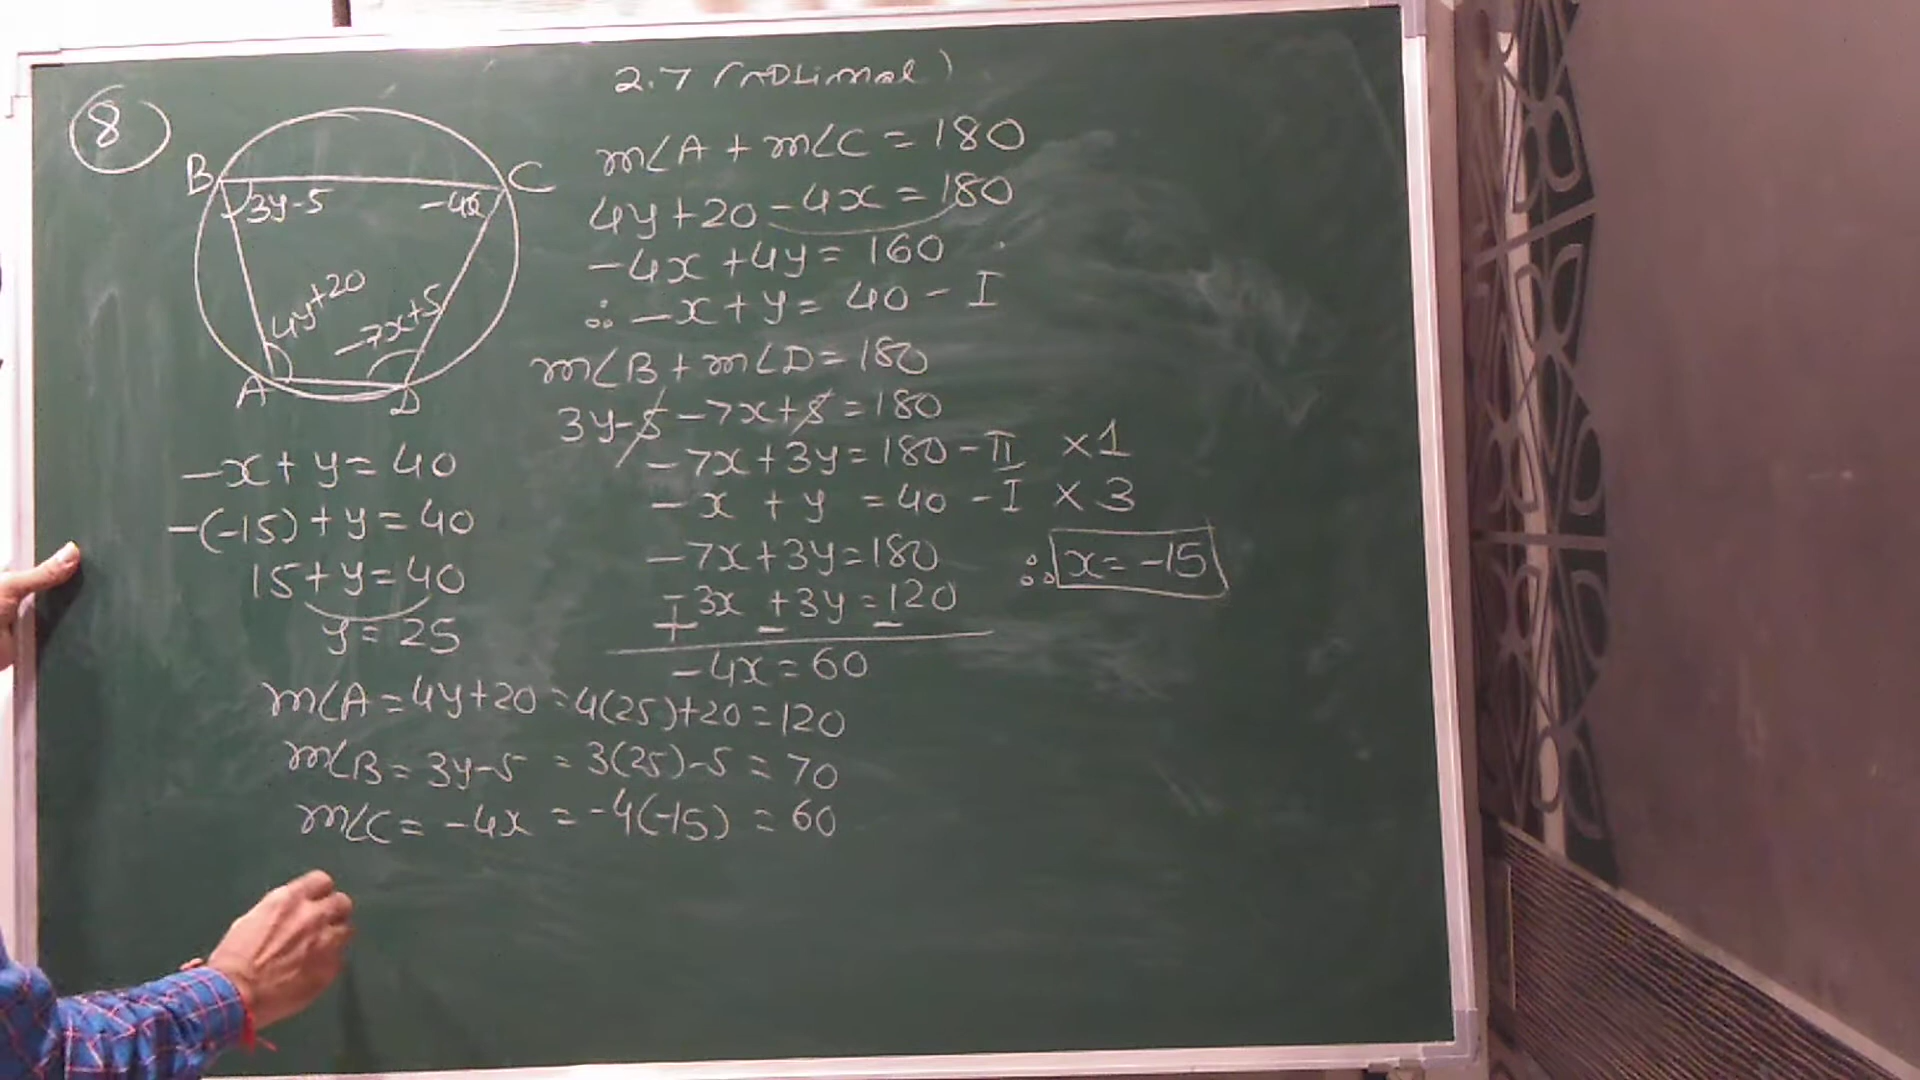 8
2.7
B
C
3y-5
-4x
4y+20
-7x+5
A
D
m∠A + m∠C = 180
4y+20-4x = 180
-4x +4y = 160
∴ -x + y = 40 - I
m∠B + m∠D = 180
3y-5-7x+5 = 180
-7x+3y = 180 - II ×1
-x + y = 40 - I × 3
-7x+3y = 180
-3x +3y = 120
+ - -
-4x = 60
∴ x = -15
-x + y = 40
-(-15) + y = 40
15 + y = 40
y = 25
m∠A = 4y+20 = 4(25)+20 = 120
m∠B = 3y-5 = 3(25)-5 = 70
m∠C = -4x = -4(-15) = 60